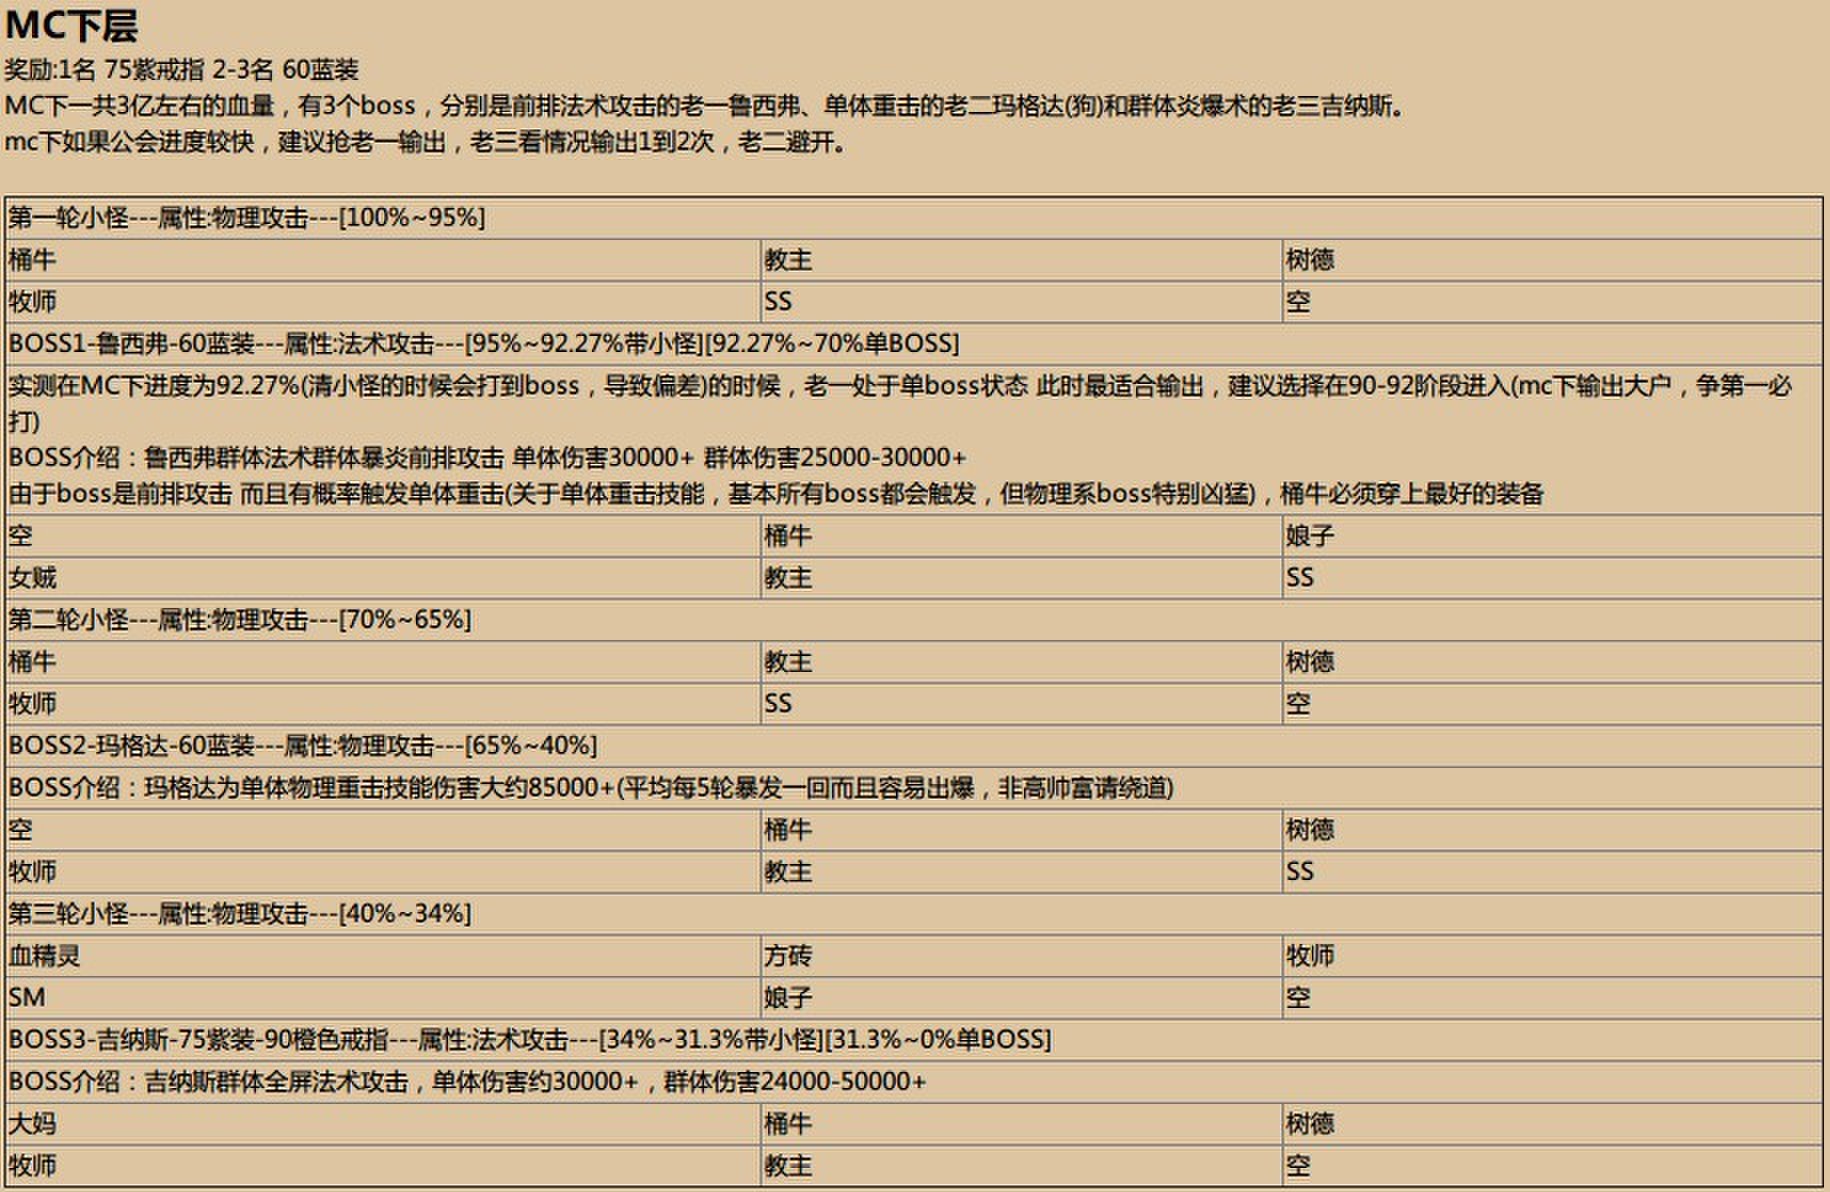 MC下层
奖励:1名 75紫戒指 2-3名 60蓝装
MC下一共3亿左右的血量，有3个boss，分别是前排法术攻击的老一鲁西弗、单体重击的老二玛格达(狗)和群体炎爆术的老三吉纳斯。
mc下如果公会进度较快，建议抢老一输出，老三看情况输出1到2次，老二避开。
第一轮小怪---属性:物理攻击---[100%~95%]
桶牛 教主 树德
牧师 SS 空
BOSS1-鲁西弗-60蓝装---属性:法术攻击---[95%~92.27%带小怪][92.27%~70%单BOSS]
实测在MC下进度为92.27%(清小怪的时候会打到boss，导致偏差)的时候，老一处于单boss状态 此时最适合输出，建议选择在90-92阶段进入(mc下输出大户，争第一必
打)
BOSS介绍：鲁西弗群体法术群体暴炎前排攻击 单体伤害30000+ 群体伤害25000-30000+
由于boss是前排攻击 而且有概率触发单体重击(关于单体重击技能，基本所有boss都会触发，但物理系boss特别凶猛)，桶牛必须穿上最好的装备
空 桶牛 娘子
女贼 教主 SS
第二轮小怪---属性:物理攻击---[70%~65%]
桶牛 教主 树德
牧师 SS 空
BOSS2-玛格达-60蓝装---属性:物理攻击---[65%~40%]
BOSS介绍：玛格达为单体物理重击技能伤害大约85000+(平均每5轮暴发一回而且容易出爆，非高帅富请绕道)
空 桶牛 树德
牧师 教主 SS
第三轮小怪---属性:物理攻击---[40%~34%]
血精灵 方砖 牧师
SM 娘子 空
BOSS3-吉纳斯-75紫装-90橙色戒指---属性:法术攻击---[34%~31.3%带小怪][31.3%~0%单BOSS]
BOSS介绍：吉纳斯群体全屏法术攻击，单体伤害约30000+，群体伤害24000-50000+
大妈 桶牛 树德
牧师 教主 空